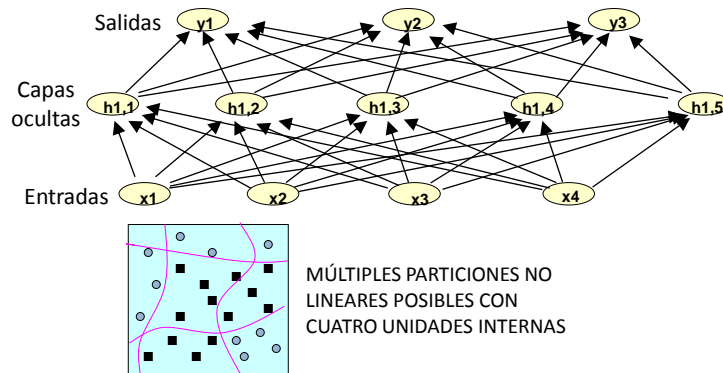 Salidas
y1 y2 y3
Capas
ocultas
h1,1 h1,2 h1,3 h1,4 h1,5
Entradas
x1 x2 x3 x4
MÚLTIPLES PARTICIONES NO
LINEARES POSIBLES CON
CUATRO UNIDADES INTERNAS